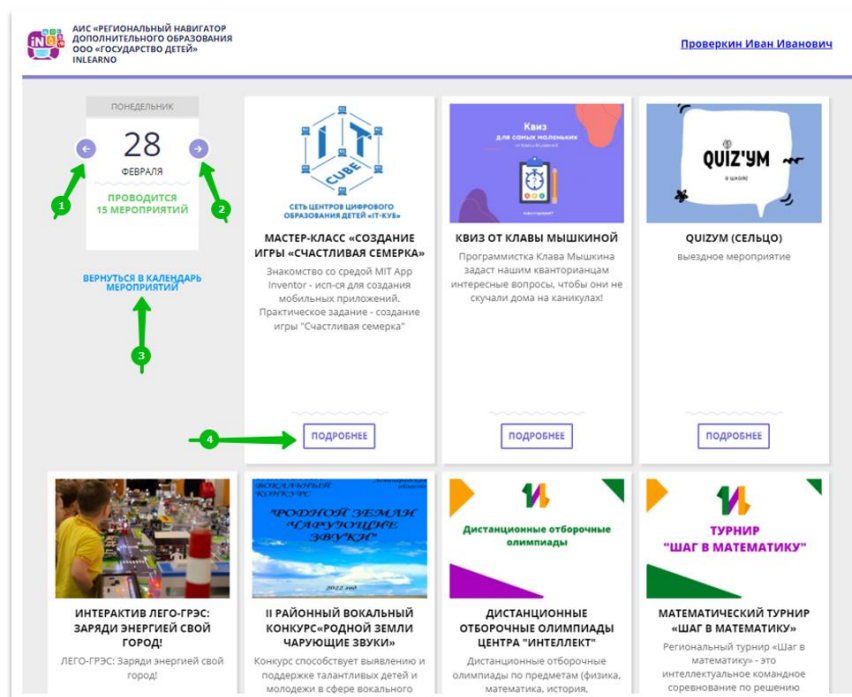 АИС «РЕГИОНАЛЬНЫЙ НАВИГАТОР
ДОПОЛНИТЕЛЬНОГО ОБРАЗОВАНИЯ
ООО «ГОСУДАРСТВО ДЕТЕЙ»
INLEARNO
Проверкин Иван Иванович
ПОНЕДЕЛЬНИК
28
ФЕВРАЛЯ
ПРОВОДИТСЯ
15 МЕРОПРИЯТИЙ
1
2
ВЕРНУТЬСЯ В КАЛЕНДАРЬ
МЕРОПРИЯТИЙ
3
IT
CUBE
СЕТЬ ЦЕНТРОВ ЦИФРОВОГО
ОБРАЗОВАНИЯ ДЕТЕЙ «IT-КУБ»
МАСТЕР-КЛАСС «СОЗДАНИЕ
ИГРЫ «СЧАСТЛИВАЯ СЕМЕРКА»
Знакомство со средой MIT App
Inventor - исп-ся для создания
мобильных приложений.
Практическое задание - создание
игры "Счастливая семерка"
4
ПОДРОБНЕЕ
Квиз
для самых маленьких
КВИЗ ОТ КЛАВЫ МЫШКИНОЙ
Программистка Клава Мышкина
задаст нашим кванторианцам
интересные вопросы, чтобы они не
скучали дома на каникулах!
ПОДРОБНЕЕ
QUIZ'УМ
В ШКОЛЕ
QUIZУМ (СЕЛЬЦО)
выездное мероприятие
ПОДРОБНЕЕ
ИНТЕРАКТИВ ЛЕГО-ГРЭС:
ЗАРЯДИ ЭНЕРГИЕЙ СВОЙ
ГОРОД!
ЛЕГО-ГРЭС: Заряди энергией свой
город!
ВОКАЛЬНЫЙ
КОНКУРС
"РОДНОЙ ЗЕМЛИ
ЧАРУЮЩИЕ
ЗВУКИ"
2022 год
II РАЙОННЫЙ ВОКАЛЬНЫЙ
КОНКУРС«РОДНОЙ ЗЕМЛИ
ЧАРУЮЩИЕ ЗВУКИ»
Конкурс способствует выявлению и
поддержке талантливых детей и
молодежи в сфере вокального
Дистанционные отборочные
олимпиады
ДИСТАНЦИОННЫЕ
ОТБОРОЧНЫЕ ОЛИМПИАДЫ
ЦЕНТРА "ИНТЕЛЛЕКТ"
Дистанционные отборочные
олимпиады по предметам (физика,
математика, история,
ТУРНИР
"ШАГ В МАТЕМАТИКУ"
МАТЕМАТИЧЕСКИЙ ТУРНИР
«ШАГ В МАТЕМАТИКУ»
Региональный турнир «Шаг в
математику» - это
интеллектуальное командное
соревнование по решению